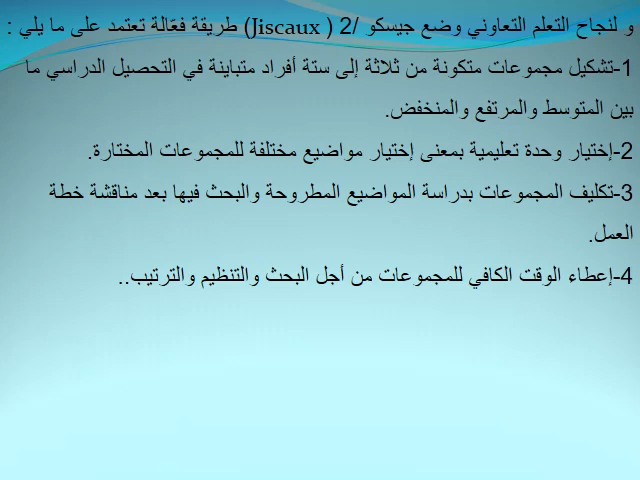 و لنجاح التعلم التعاوني وضع جيسكو /2 ( Jiscaux) طريقة فعّالة تعتمد على ما يلي :
1-تشكيل مجموعات متكونة من ثلاثة إلى ستة أفراد متباينة في التحصيل الدراسي ما
بين المتوسط والمرتفع والمنخفض.
2-إختيار وحدة تعليمية بمعنى إختيار مواضيع مختلفة للمجموعات المختارة.
3-تكليف المجموعات بدراسة المواضيع المطروحة والبحث فيها بعد مناقشة خطة
العمل.
4-إعطاء الوقت الكافي للمجموعات من أجل البحث والتنظيم والترتيب..